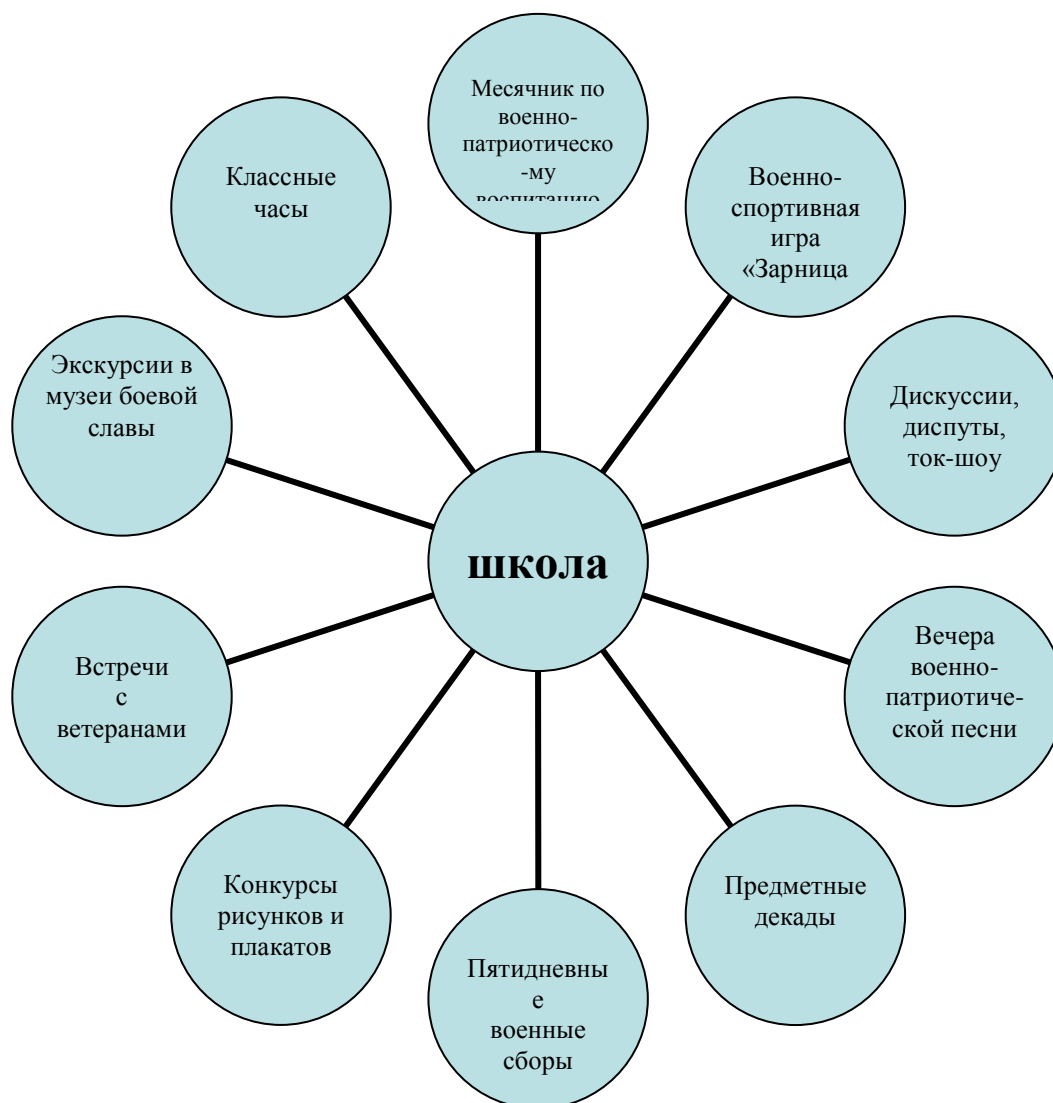 Месячник по
военно-
патриотическо
-му
воспитанию
Классные
часы
Военно-
спортивная
игра
«Зарница
Экскурсии в
музеи боевой
славы
Дискуссии,
диспуты,
ток-шоу
школа
Встречи
с
ветеранами
Вечера
военно-
патриотиче-
ской песни
Конкурсы
рисунков и
плакатов
Предметные
декады
Пятидневны
е
военные
сборы